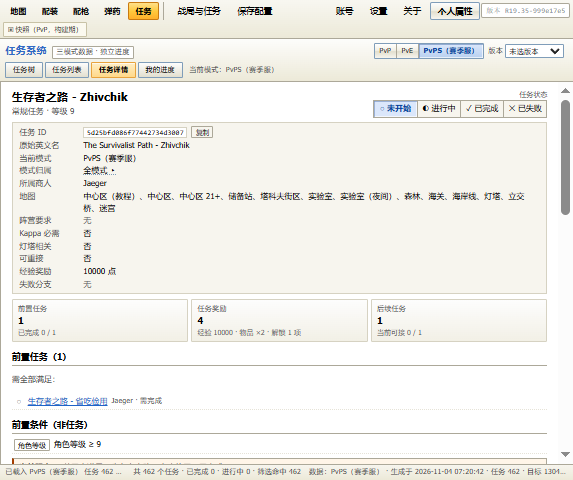 地图 配装 配枪 弹药 任务 战局与任务 保存配置 账号 设置 关于 个人属性 版本 R19.35-999e17e5
快照（PvP，构建期）
任务系统 三模式数据 · 独立进度 PvP PvE PvPS（赛季服） 版本 未选版本
任务树 任务列表 任务详情 我的进度 当前模式：PvPS（赛季服）
生存者之路 - Zhivchik 任务状态
常规任务 · 等级 9 ○ 未开始 ◐ 进行中 ✓ 已完成 ✕ 已失败
任务 ID 5d25bfd086f77442734d3007 复制
原始英文名 The Survivalist Path - Zhivchik
当前模式 PvPS（赛季服）
模式归属 全模式
所属商人 Jaeger
地图 中心区（教程）、中心区、中心区 21+、储备站、塔科夫街区、实验室、实验室（夜间）、森林、海关、海岸线、灯塔、立交
桥、迷宫
阵营要求 无
Kappa 必需 否
灯塔相关 否
可重接 否
经验奖励 10000 点
失败分支 无
前置任务 任务奖励 后续任务
1 4 1
已完成 0 / 1 经验 10000 · 物品 ×2 · 解锁 1 项 当前可接 0 / 1
前置任务（1）
需全部满足：
○ 生存者之路 - 省吃俭用 Jaeger · 需完成
前置条件（非任务）
角色等级 角色等级 ≥ 9
已载入 PvPS（赛季服）任务 462 ... 共 462 个任务 · 已完成 0 · 进行中 0 · 筛选命中 462 数据：PvPS（赛季服） · 生成于 2026-11-04 07:20:42 · 任务 462 · 目标 1304...